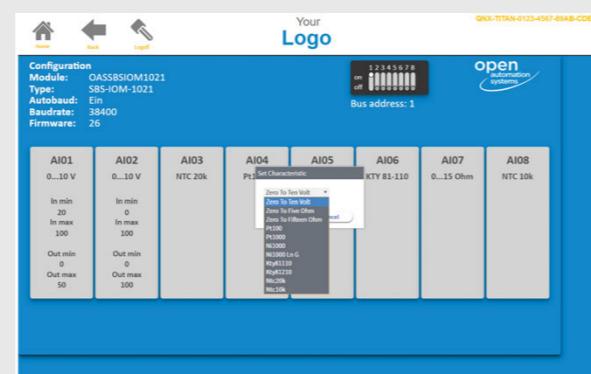 Home
Back
Logoff
Your
Logo
QNX-TITAN-0123-4567-89AB-CDE
Configuration
Module: OASSBSIOM1021
Type: SBS-IOM-1021
Autobaud: Ein
Baudrate: 38400
Firmware: 26
1 2 3 4 5 6 7 8
on
off
Bus address: 1
open
automation
systems
AI01
0...10 V
In min
20
In max
100
Out min
0
Out max
50
AI02
0...10 V
In min
0
In max
100
Out min
0
Out max
100
AI03
NTC 20k
AI04
AI05
AI06
KTY 81-110
AI07
0...15 Ohm
AI08
NTC 10k
Set Characteristic
Zero To Ten Volt
Zero To Ten Volt
Zero To Five Ohm
Zero To Fifteen Ohm
Pt100
Pt1000
Ni1000
Ni1000 Ln G
Kty81110
Kty81210
Ntc20k
Ntc10k